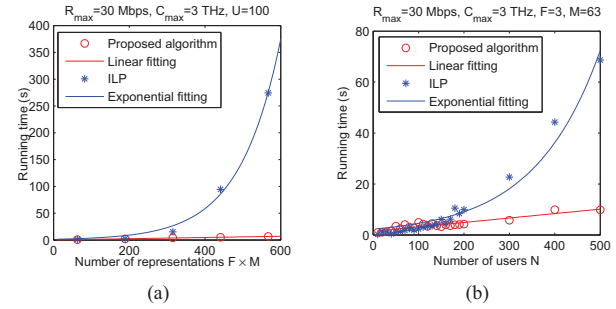 R_max=30 Mbps, C_max=3 THz, U=100
400
350
300
250
200
150
100
50
0
Running time (s)
Proposed algorithm
Linear fitting
ILP
Exponential fitting
0 200 400 600
Number of representations F × M
(a)
R_max=30 Mbps, C_max=3 THz, F=3, M=63
80
60
40
20
0
Running time (s)
Proposed algorithm
Linear fitting
ILP
Exponential fitting
0 100 200 300 400 500
Number of users N
(b)